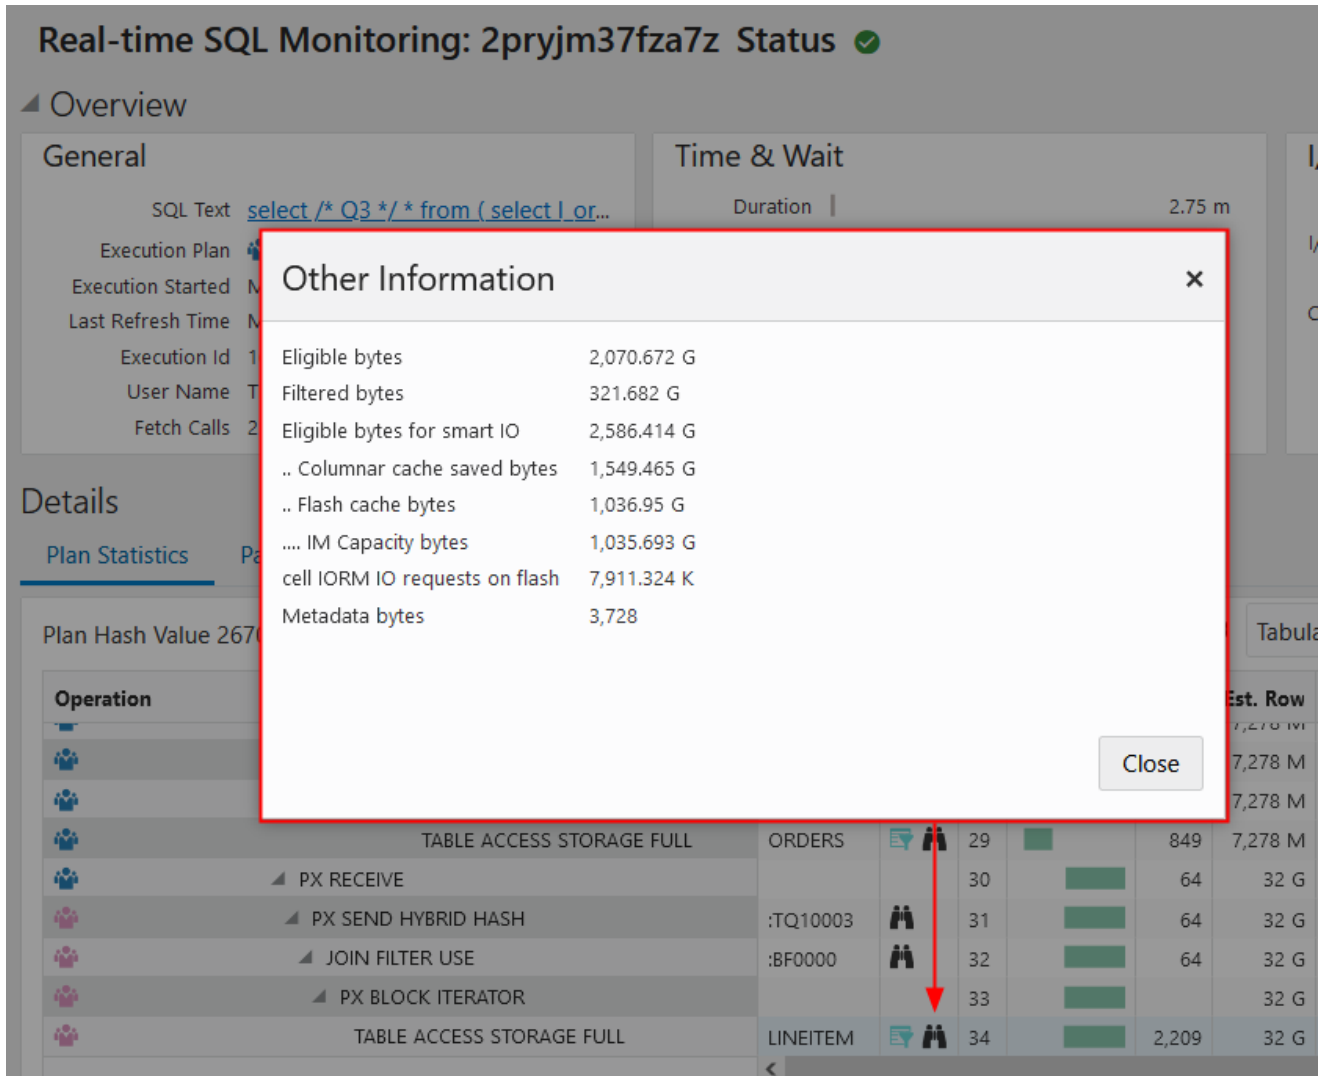 Real-time SQL Monitoring: 2pryjm37fza7z Status
Overview
General
Time & Wait
SQL Text select /* Q3 */ * from ( select l_or...
Duration 2.75 m
Execution Plan
Execution Started
Last Refresh Time
Execution Id 1
User Name T
Fetch Calls 2
Other Information ×
Eligible bytes 2,070.672 G
Filtered bytes 321.682 G
Eligible bytes for smart IO 2,586.414 G
.. Columnar cache saved bytes 1,549.465 G
.. Flash cache bytes 1,036.95 G
.... IM Capacity bytes 1,035.693 G
cell IORM IO requests on flash 7,911.324 K
Metadata bytes 3,728
Close
Details
Plan Statistics
Plan Hash Value
Operation Est. Row
7,278 M
7,278 M
7,278 M
TABLE ACCESS STORAGE FULL ORDERS 29 849 7,278 M
PX RECEIVE 30 64 32 G
PX SEND HYBRID HASH :TQ10003 31 64 32 G
JOIN FILTER USE :BF0000 32 64 32 G
PX BLOCK ITERATOR 33 32 G
TABLE ACCESS STORAGE FULL LINEITEM 34 2,209 32 G